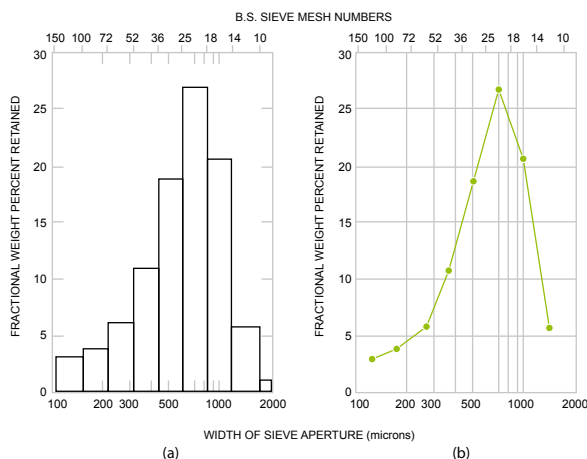 B.S. SIEVE MESH NUMBERS
150 100 72 52 36 25 18 14 10
150 100 72 52 36 25 18 14 10
FRACTIONAL WEIGHT PERCENT RETAINED
30
25
20
15
10
5
0
FRACTIONAL WEIGHT PERCENT RETAINED
30
25
20
15
10
5
0
100 200 300 500 1000 2000
100 200 300 500 1000 2000
WIDTH OF SIEVE APERTURE (microns)
(a)
(b)